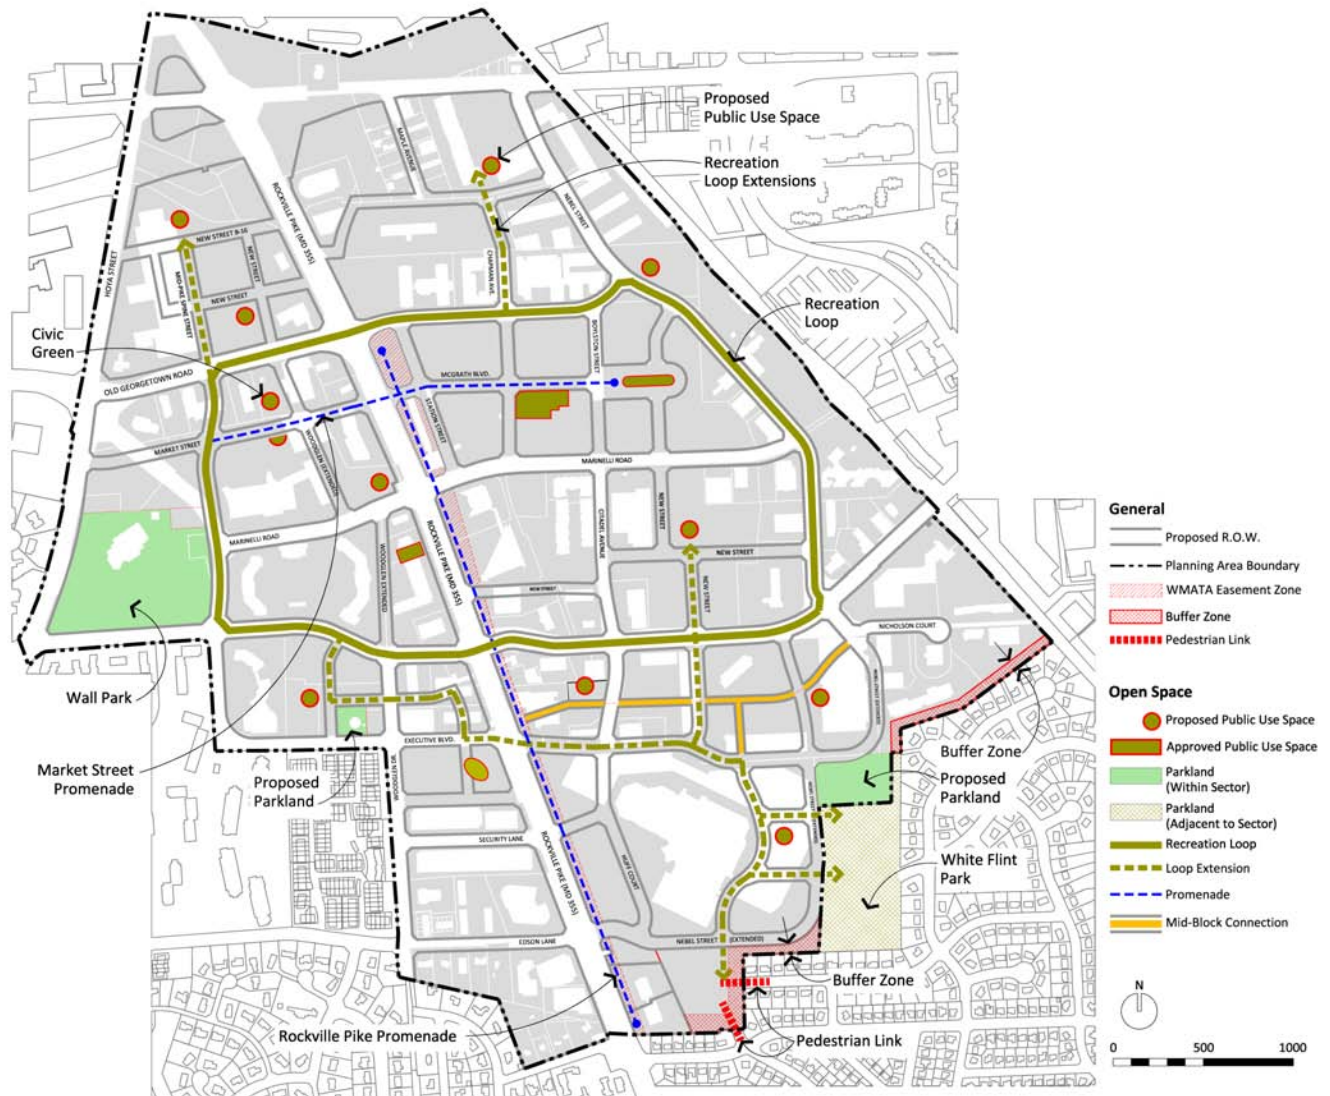 Proposed
Public Use Space
Recreation
Loop Extensions
MAPLE AVENUE
ROCKVILLE PIKE (MD 355)
NEBEL STREET
HOYA STREET
NEW STREET B-16
NEW STREET
MID-PIKE SPINE STREET
NEW STREET
CHAPMAN AVE.
Recreation
Loop
Civic
Green
OLD GEORGETOWN ROAD
BOYLSTON STREET
MCGRATH BLVD.
STATION STREET
MARKET STREET
WOODGLEN (EXTENDED)
MARINELLI ROAD
MARINELLI ROAD
ROCKVILLE PIKE (MD 355)
WOODGLEN EXTENDED
CITADEL AVENUE
NEW STREET
NEW STREET
NEW STREET
NEW STREET
NICHOLSON COURT
Wall Park
Market Street
Promenade
Proposed
Parkland
EXECUTIVE BLVD.
WOODGLEN DR.
SECURITY LANE
ROCKVILLE PIKE (MD 355)
HUFF COURT
EDSON LANE
NEBEL STREET (EXTENDED)
Buffer Zone
Proposed
Parkland
White Flint
Park
Buffer Zone
Pedestrian Link
Rockville Pike Promenade
General
Proposed R.O.W.
Planning Area Boundary
WMATA Easement Zone
Buffer Zone
Pedestrian Link
Open Space
Proposed Public Use Space
Approved Public Use Space
Parkland
(Within Sector)
Parkland
(Adjacent to Sector)
Recreation Loop
Loop Extension
Promenade
Mid-Block Connection
N
0 500 1000